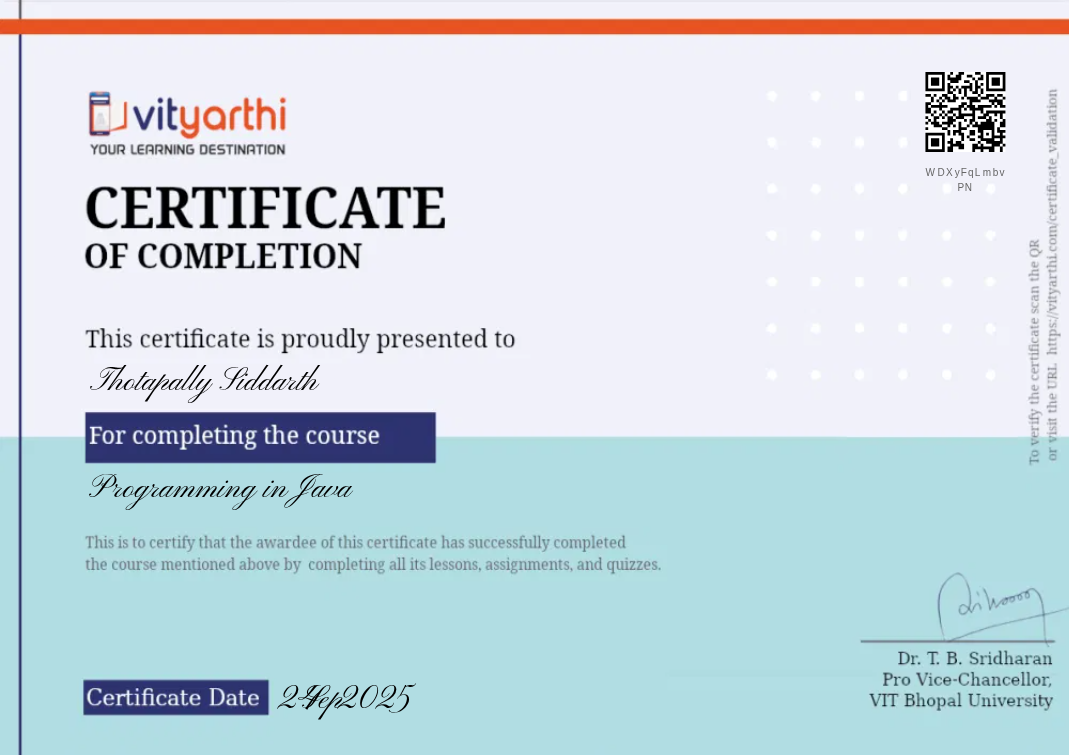 vityarthi
YOUR LEARNING DESTINATION
WDXyFqLmbv
PN
CERTIFICATE
OF COMPLETION
This certificate is proudly presented to
Thotapally Siddarth
For completing the course
Programming in Java
This is to certify that the awardee of this certificate has successfully completed
the course mentioned above by completing all its lessons, assignments, and quizzes.
To verify the certificate scan the QR
or visit the URL https://vityarthi.com/certificate_validation
Dr. T. B. Sridharan
Pro Vice-Chancellor,
VIT Bhopal University
Certificate Date Sep 2025